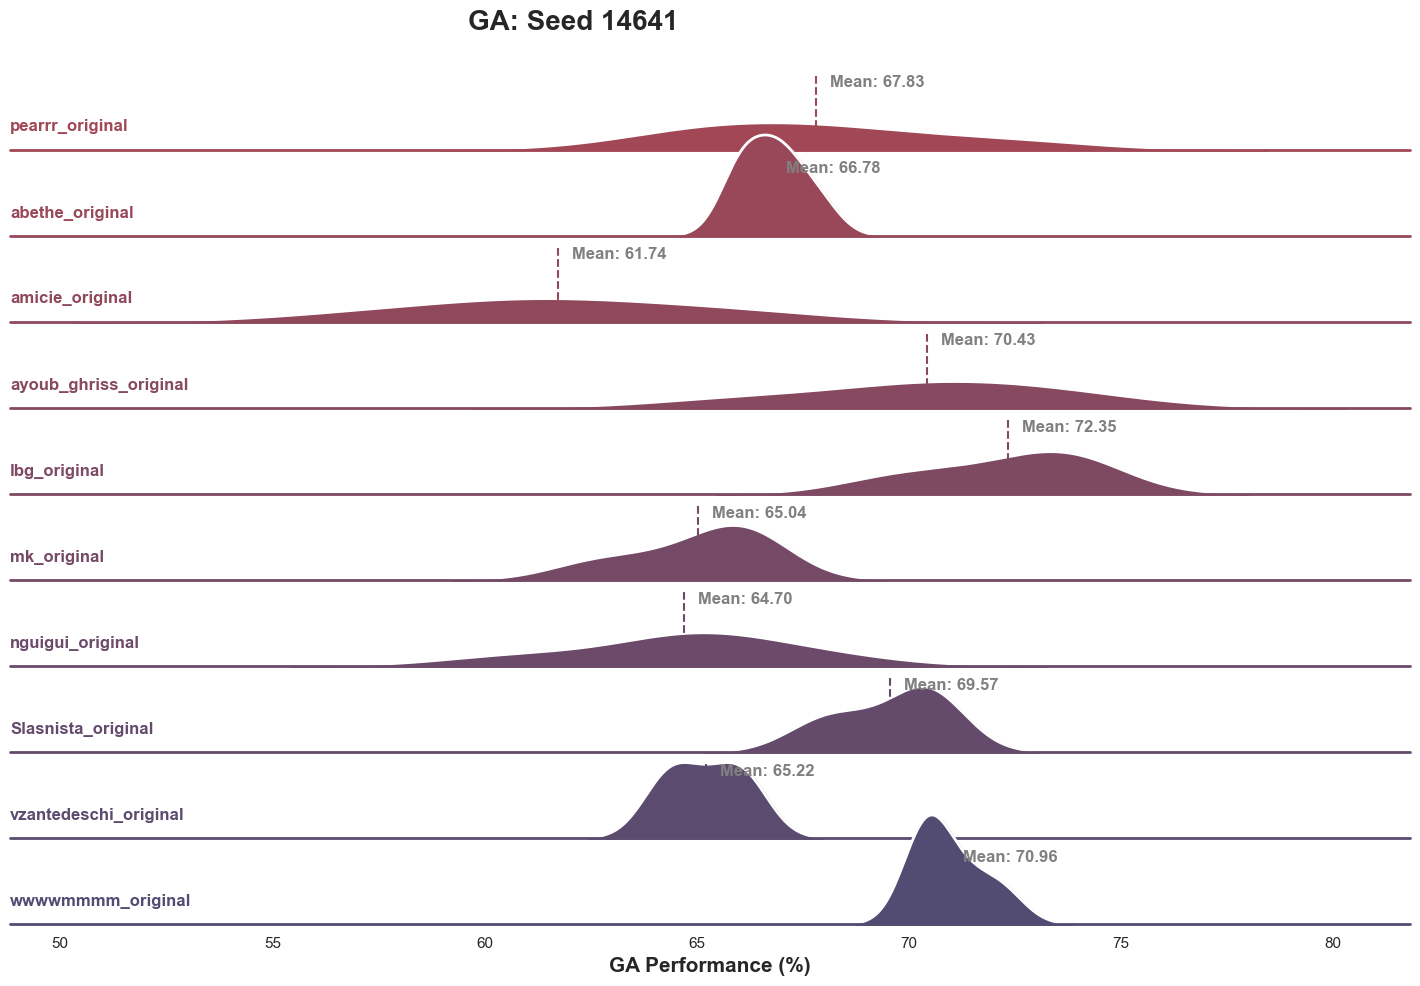 GA: Seed 14641
Mean: 67.83
pearrr_original
Mean: 66.78
abethe_original
Mean: 61.74
amicie_original
Mean: 70.43
ayoub_ghriss_original
Mean: 72.35
lbg_original
Mean: 65.04
mk_original
Mean: 64.70
nguigui_original
Mean: 69.57
Slasnista_original
Mean: 65.22
vzantedeschi_original
Mean: 70.96
wwwwmmmm_original
50 55 60 65 70 75 80
GA Performance (%)